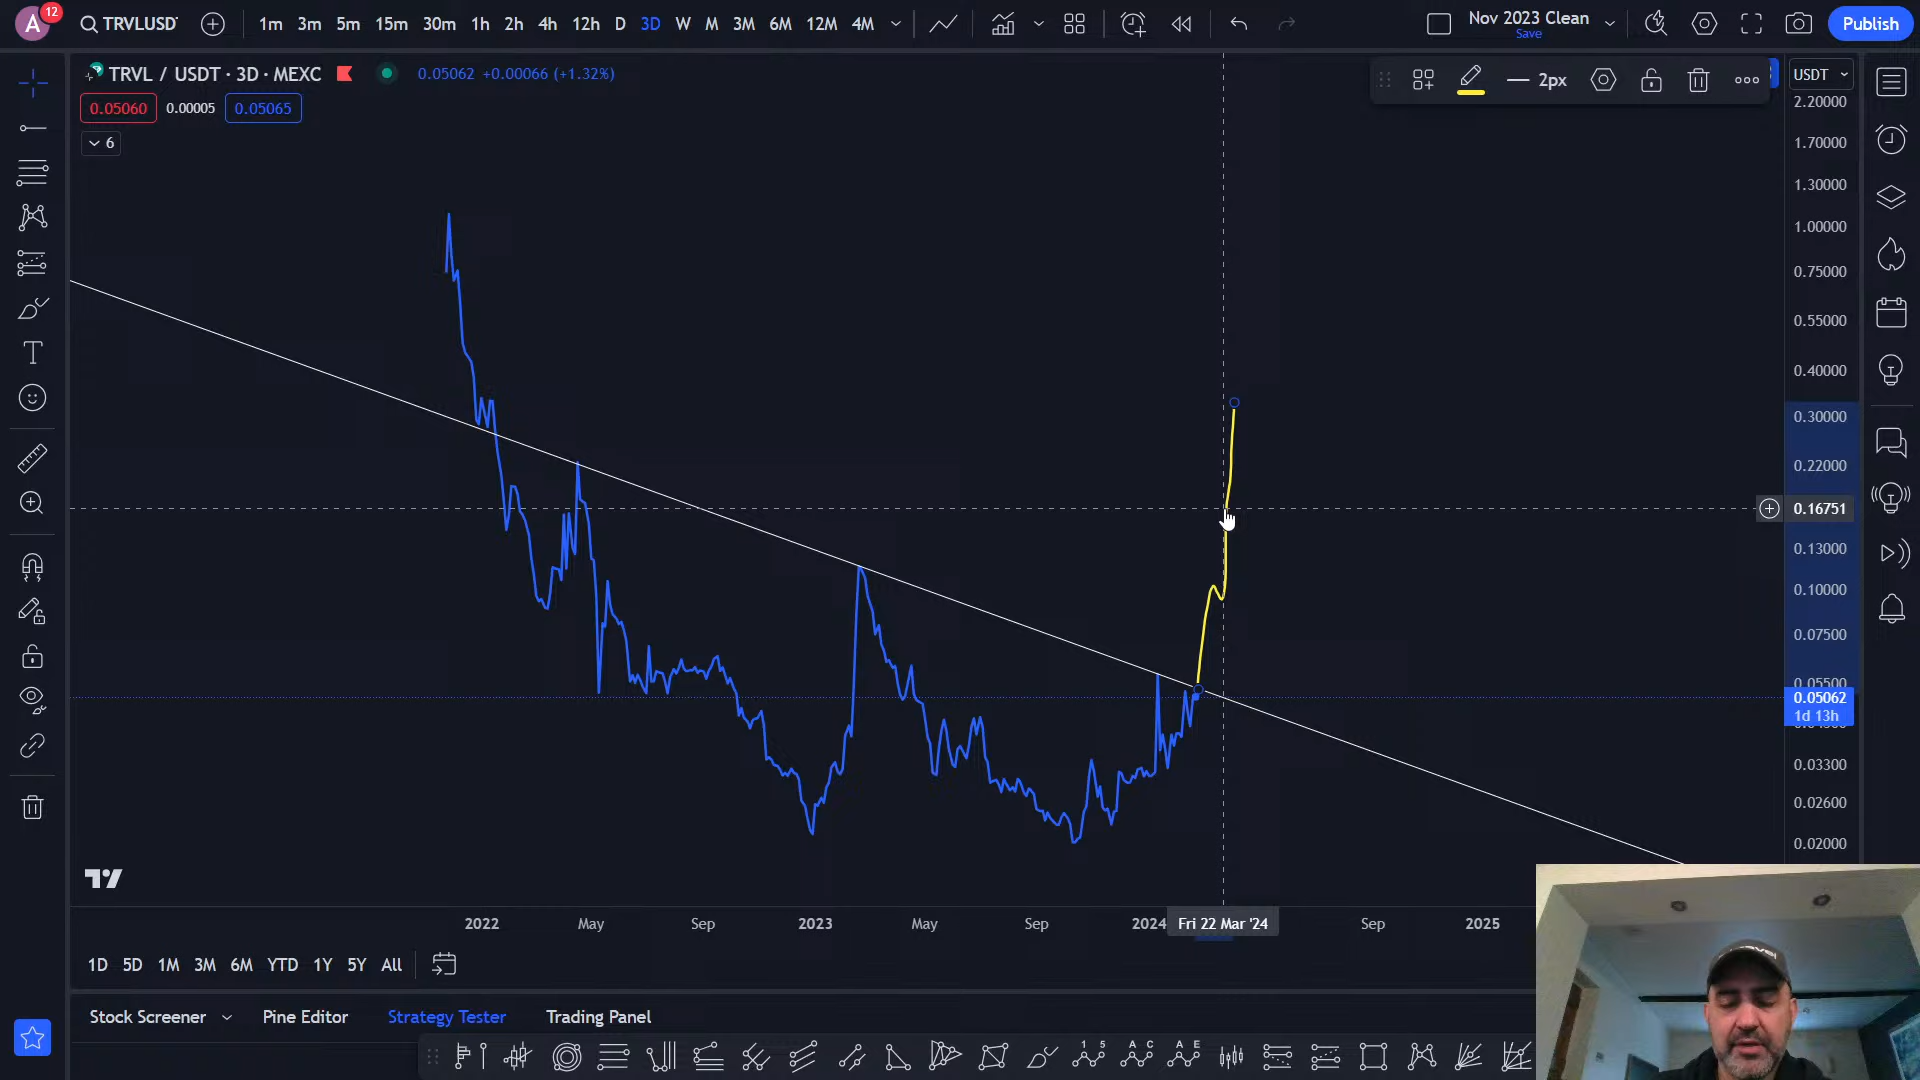 A
12
TRVLUSDT
1m 3m 5m 15m 30m 1h 2h 4h 12h D 3D W M 3M 6M 12M 4M
Nov 2023 Clean
Save
Publish
TRVL / USDT · 3D · MEXC
0.05062 +0.00066 (+1.32%)
0.05060 0.00005 0.05065
6
2px
USDT
2.20000
1.70000
1.30000
1.00000
0.75000
0.55000
0.40000
0.30000
0.22000
0.16751
0.13000
0.10000
0.07500
0.05500
0.05062
1d 13h
0.03300
0.02600
0.02000
2022 May Sep 2023 May Sep 2024 Fri 22 Mar '24 Sep 2025
1D 5D 1M 3M 6M YTD 1Y 5Y All
Stock Screener Pine Editor Strategy Tester Trading Panel